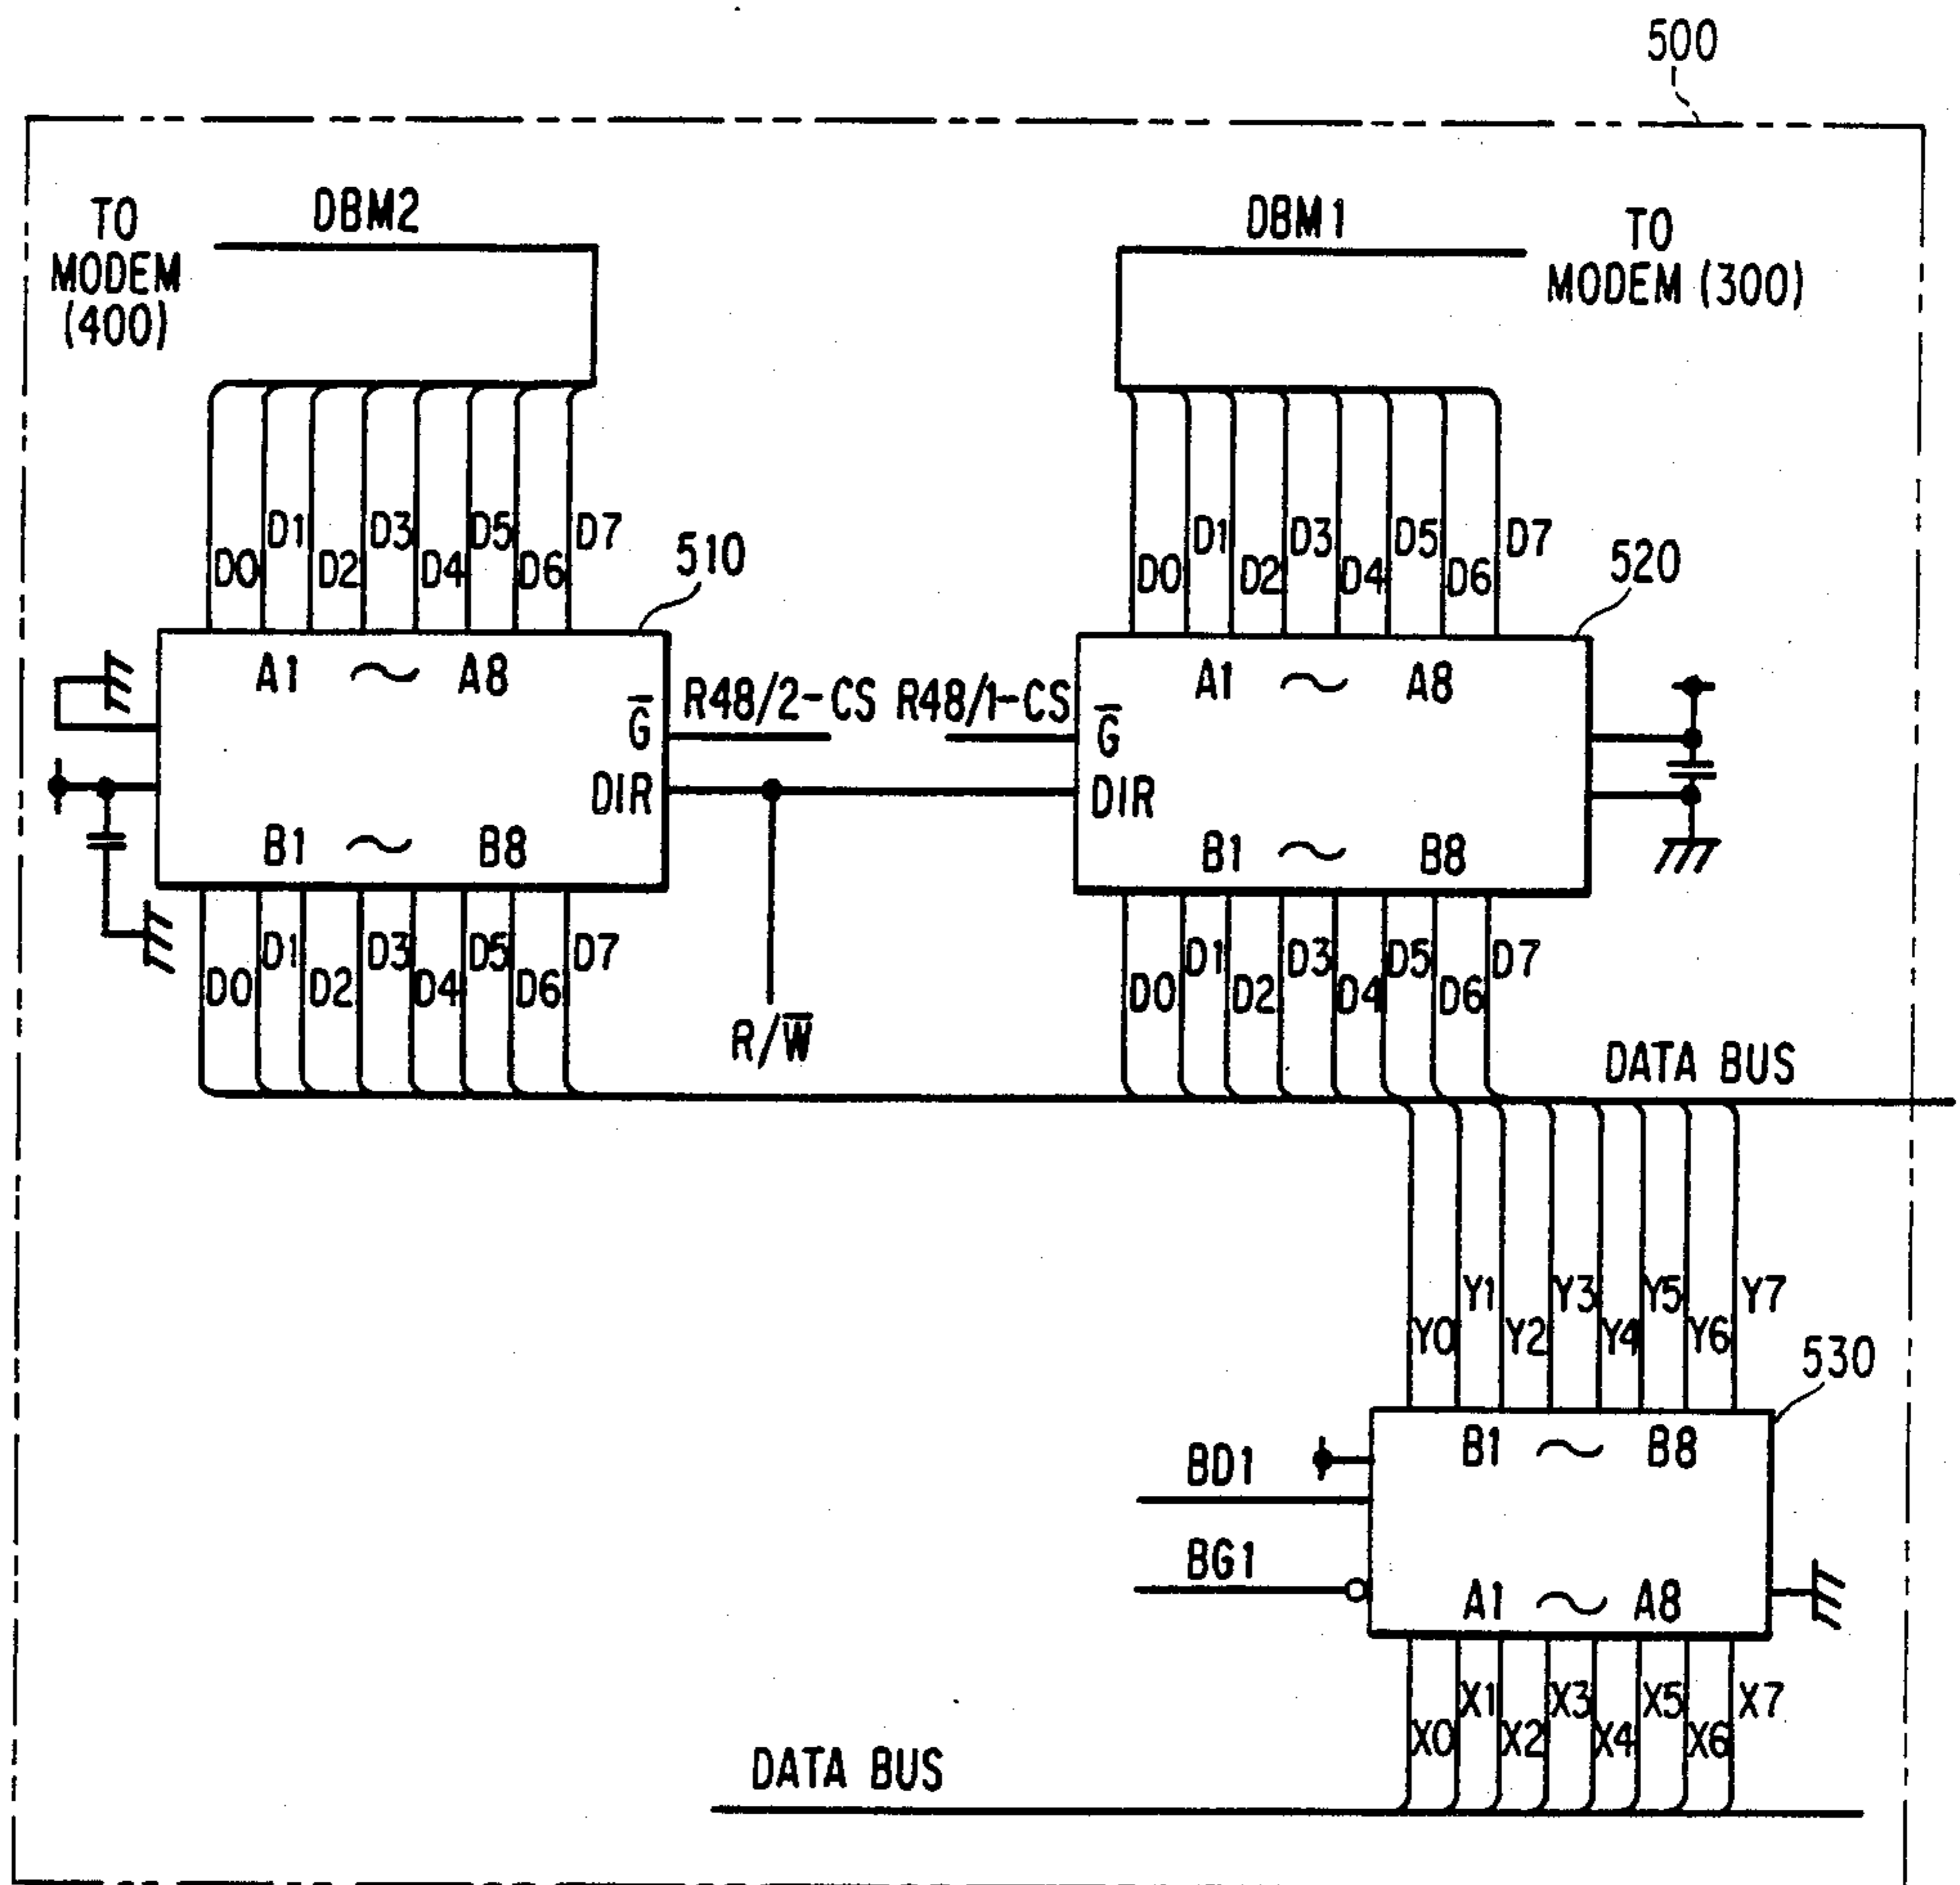 500
TO
MODEM
(400)
DBM2
DBM1
TO
MODEM (300)
D0 D1 D2 D3 D4 D5 D6 D7
510
D0 D1 D2 D3 D4 D5 D6 D7
520
A1 ~ A8
G̅
R48/2-CS
R48/1-CS
A1 ~ A8
G̅
DIR
DIR
B1 ~ B8
B1 ~ B8
D0 D1 D2 D3 D4 D5 D6 D7
R/W̅
D0 D1 D2 D3 D4 D5 D6 D7
DATA BUS
Y0 Y1 Y2 Y3 Y4 Y5 Y6 Y7
530
B1 ~ B8
BD1
BG1
A1 ~ A8
X0 X1 X2 X3 X4 X5 X6 X7
DATA BUS